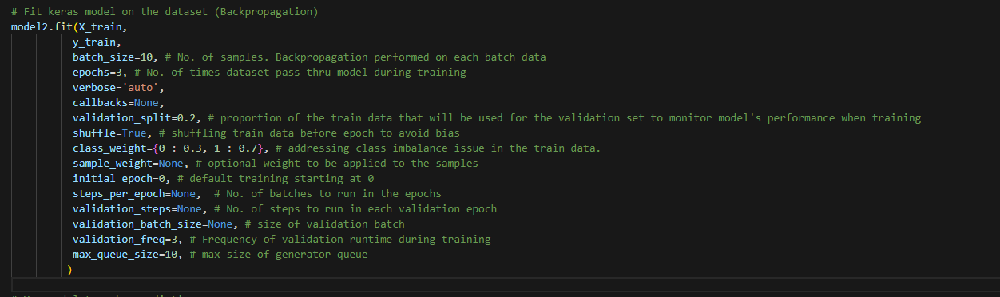 # Fit keras model on the dataset (Backpropagation)
model2.fit(X_train,
y_train,
batch_size=10, # No. of samples. Backpropagation performed on each batch data
epochs=3, # No. of times dataset pass thru model during training
verbose='auto',
callbacks=None,
validation_split=0.2, # proportion of the train data that will be used for the validation set to monitor model's performance when training
shuffle=True, # shuffling train data before epoch to avoid bias
class_weight={0 : 0.3, 1 : 0.7}, # addressing class imbalance issue in the train data.
sample_weight=None, # optional weight to be applied to the samples
initial_epoch=0, # default training starting at 0
steps_per_epoch=None,  # No. of batches to run in the epochs
validation_steps=None, # No. of steps to run in each validation epoch
validation_batch_size=None, # size of validation batch
validation_freq=3, # Frequency of validation runtime during training
max_queue_size=10, # max size of generator queue
)